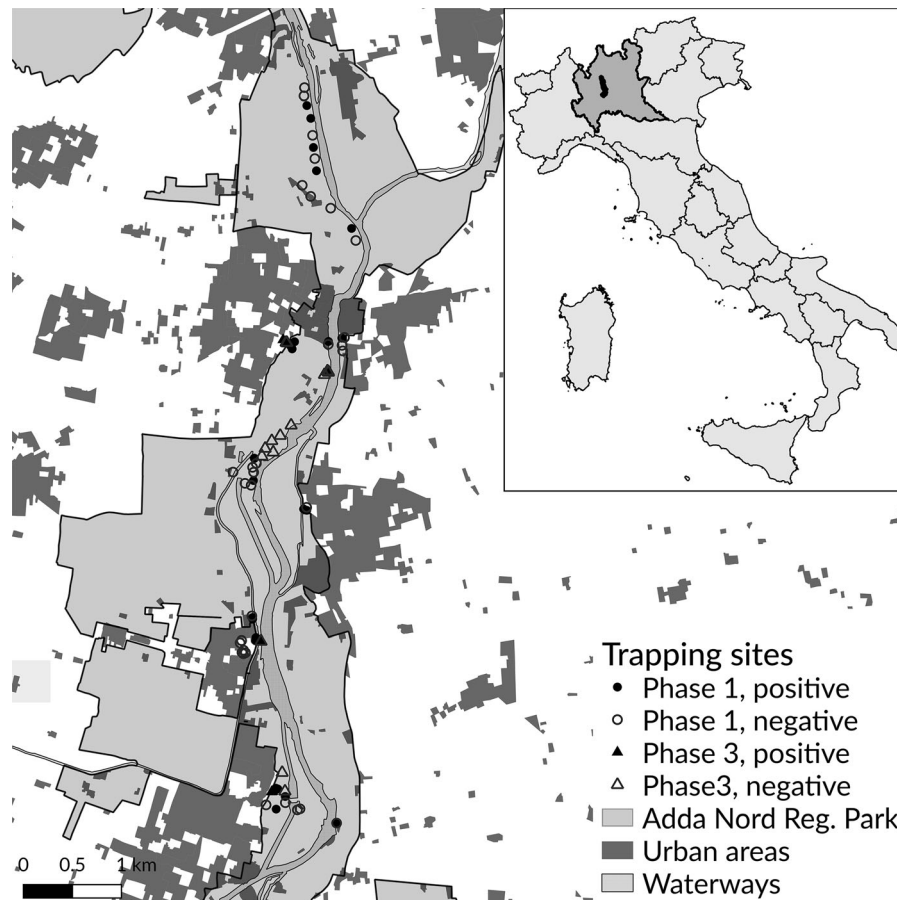 Trapping sites
Phase 1, positive
Phase 1, negative
Phase 3, positive
Phase3, negative
Adda Nord Reg. Park
Urban areas
Waterways
0 0.5 1 km